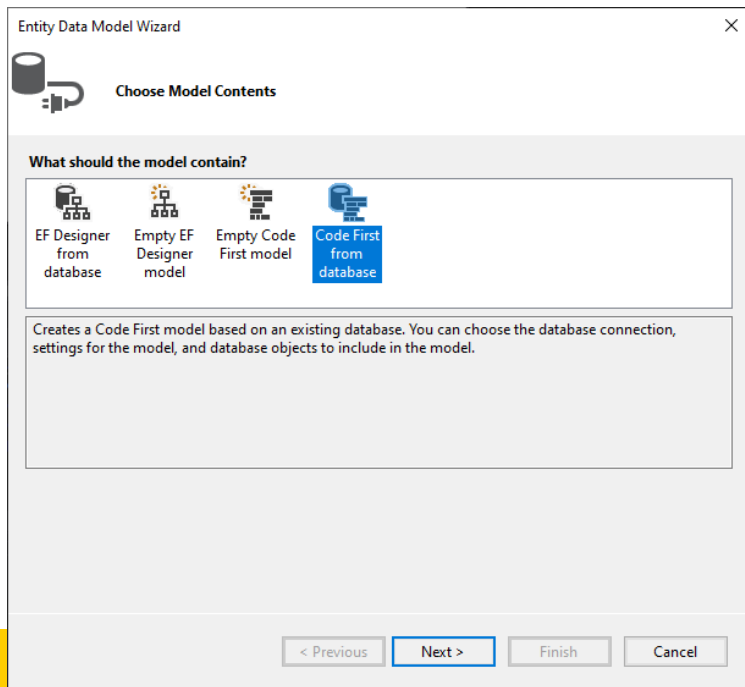 Entity Data Model Wizard
Choose Model Contents
What should the model contain?
EF Designer
from
database
Empty EF
Designer
model
Empty Code
First model
Code First
from
database
Creates a Code First model based on an existing database. You can choose the database connection,
settings for the model, and database objects to include in the model.
< Previous
Next >
Finish
Cancel